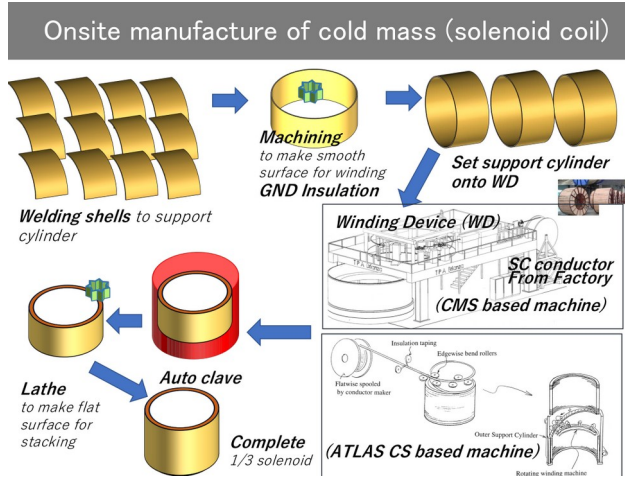 Onsite manufacture of cold mass (solenoid coil)
Welding shells to support
cylinder
Machining
to make smooth
surface for winding
GND Insulation
Set support cylinder
onto WD
Winding Device (WD)
SC conductor
From Factory
(CMS based machine)
Insulation taping
Edgewise bend rollers
Flatwise spooled
by conductor maker
(ATLAS CS based machine)
Outer Support Cylinder
Rotating winding machine
Auto clave
Lathe
to make flat
surface for
stacking
Complete
1/3 solenoid